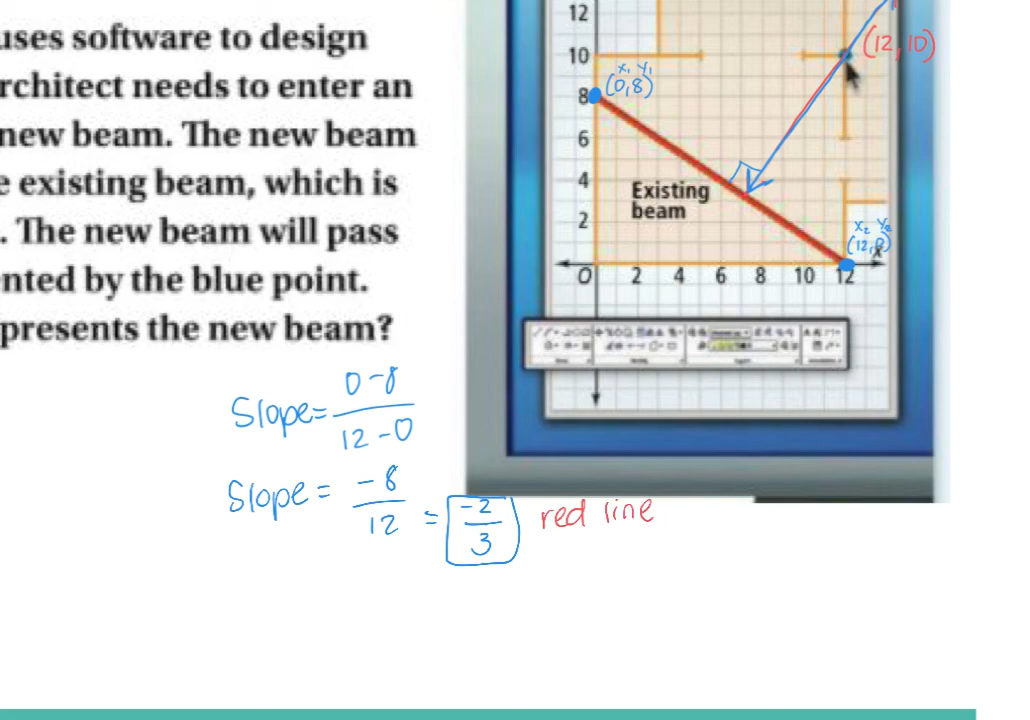 uses software to design
rchitect needs to enter an
new beam. The new beam
e existing beam, which is
. The new beam will pass
nted by the blue point.
presents the new beam?
12
10
(12, 10)
x₁ y₁
(0,8)
8
6
4
Existing
beam
2
x₂ y₂
(12,0)
x
O 2 4 6 8 10 12
Slope = 0-8 / 12-0
Slope = -8/12 = -2/3 red line